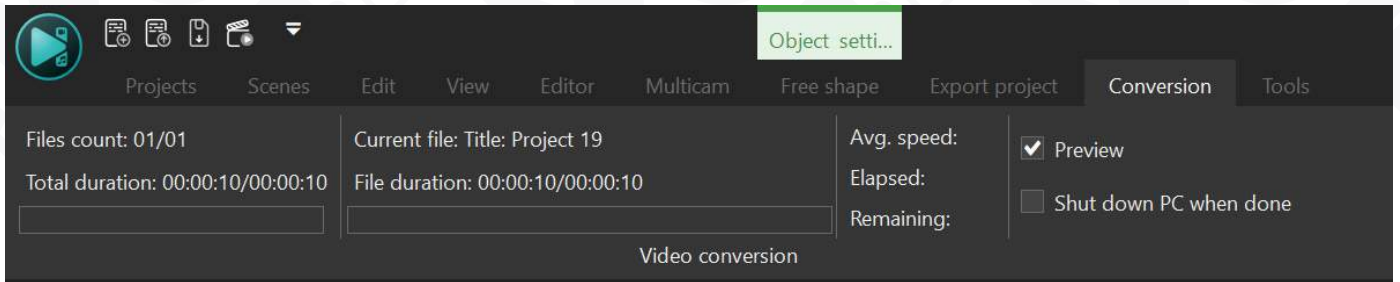 Object setti...
Projects Scenes Edit View Editor Multicam Free shape Export project Conversion Tools
Files count: 01/01
Total duration: 00:00:10/00:00:10
Current file: Title: Project 19
File duration: 00:00:10/00:00:10
Avg. speed:
Elapsed:
Remaining:
Preview
Shut down PC when done
Video conversion